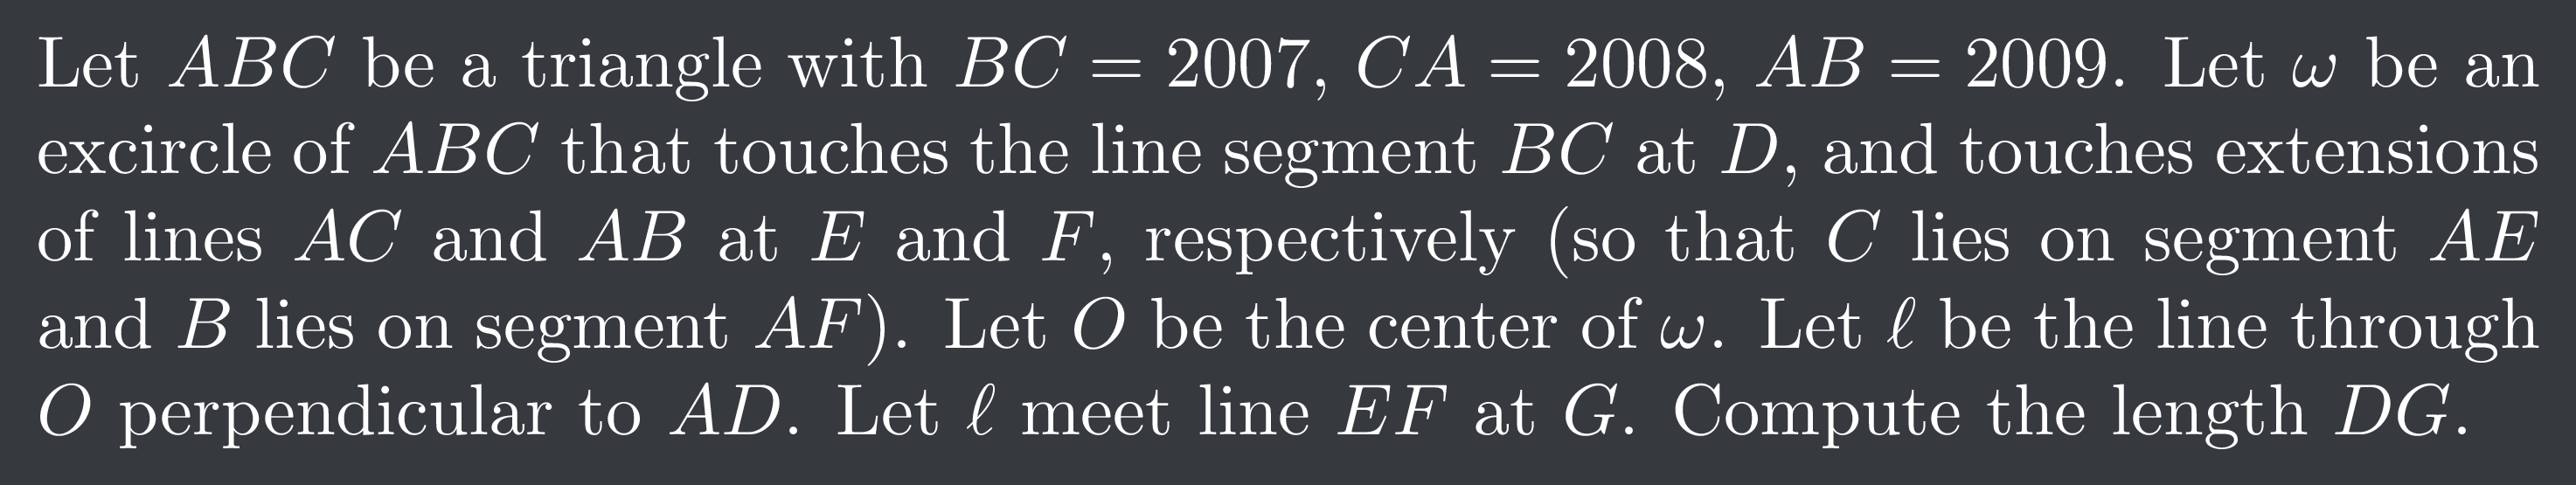 Let ABC be a triangle with BC = 2007, CA = 2008, AB = 2009. Let ω be an
excircle of ABC that touches the line segment BC at D, and touches extensions
of lines AC and AB at E and F, respectively (so that C lies on segment AE
and B lies on segment AF). Let O be the center of ω. Let ℓ be the line through
O perpendicular to AD. Let ℓ meet line EF at G. Compute the length DG.